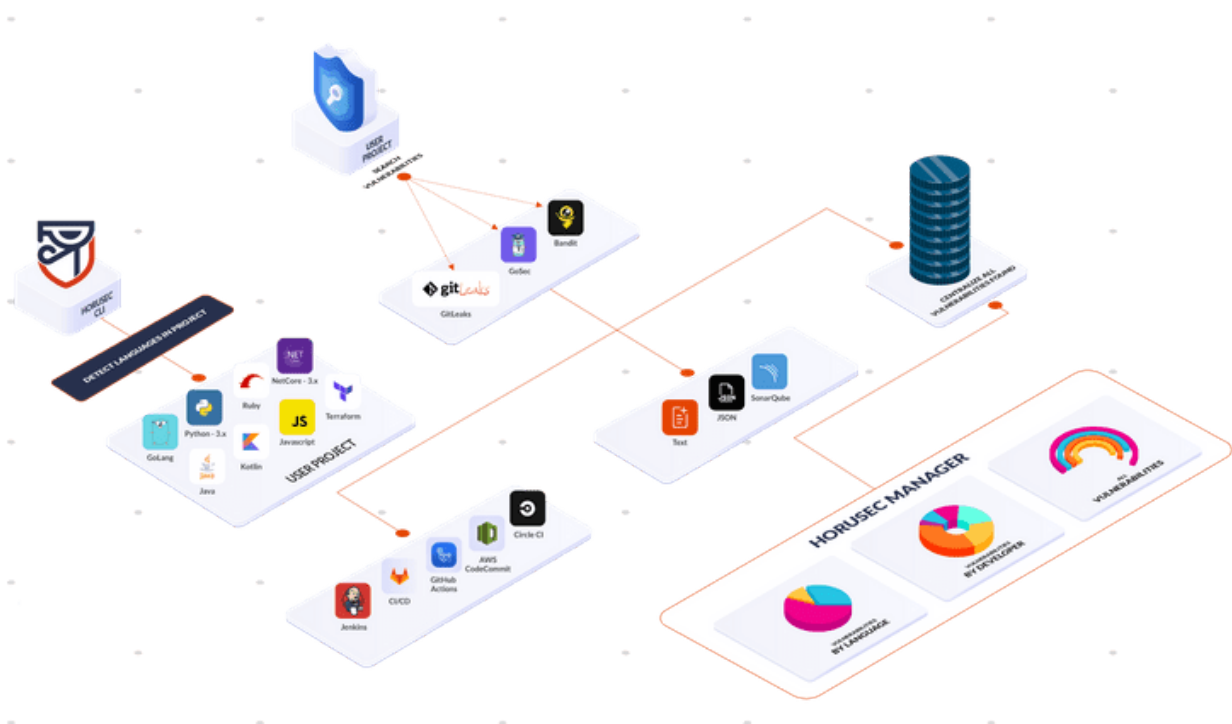 USER
PROJECT
SEARCH
VULNERABILITIES
Bandit
GoSec
gitLeaks
GitLeaks
HORUSEC
CLI
DETECT LANGUAGES IN PROJECT
.NET
NetCore - 3.x
Ruby
Terraform
Python - 3.x
JS
Javascript
GoLang
Kotlin
Java
USER PROJECT
CENTRALIZE ALL
VULNERABILITIES FOUND
SonarQube
JSON
Text
Circle CI
AWS
CodeCommit
GitHub
Actions
CI/CD
Jenkins
HORUSEC MANAGER
ALL
VULNERABILITIES
VULNERABILITIES
BY DEVELOPER
VULNERABILITIES
BY LANGUAGE